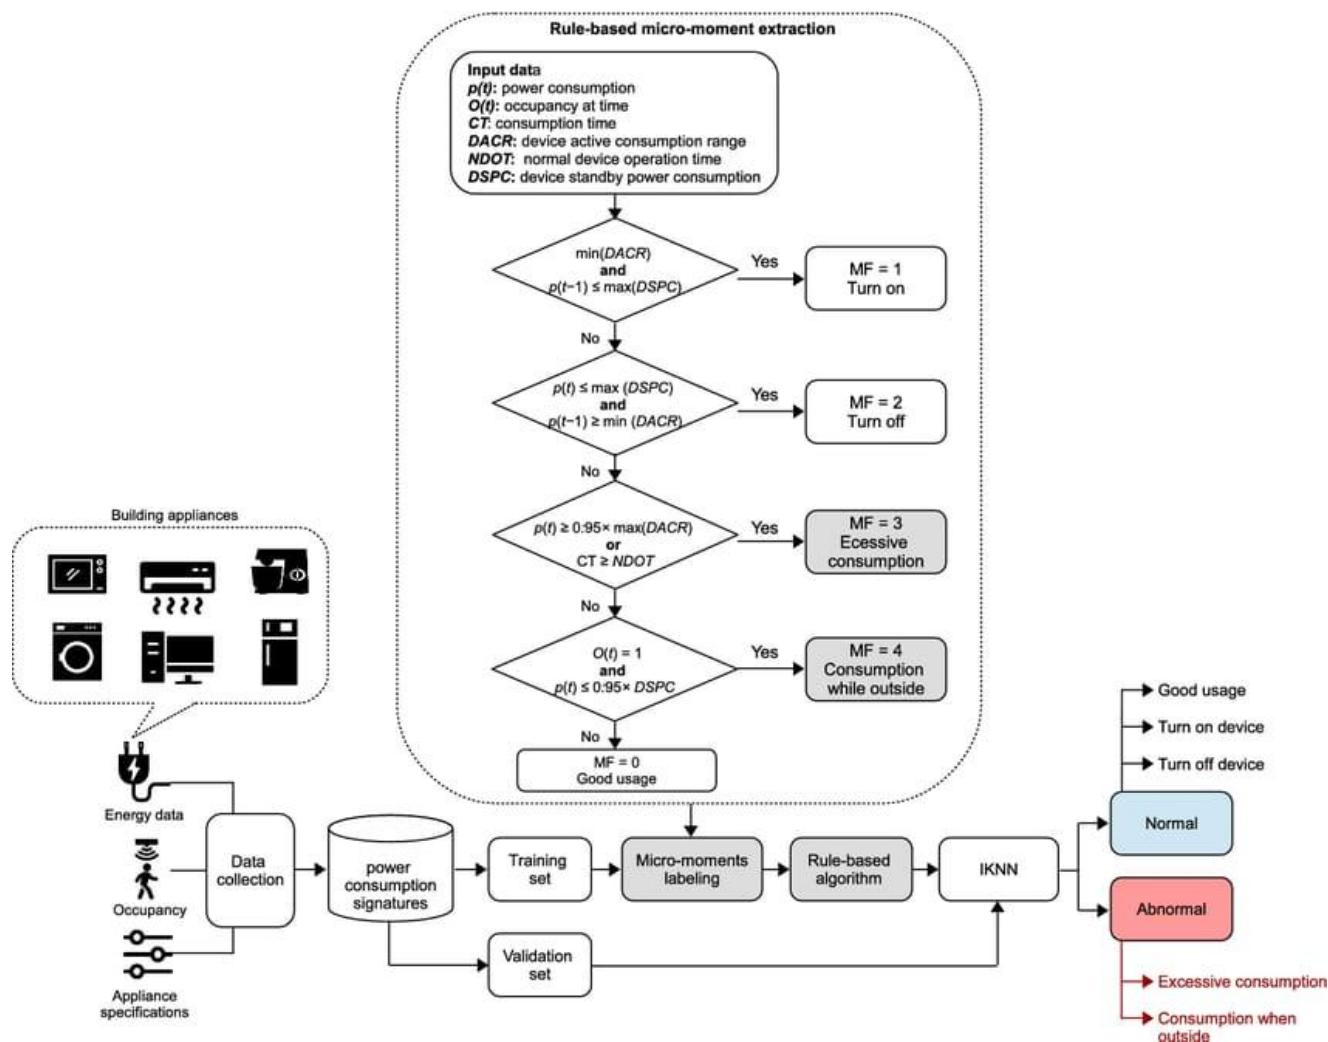 Rule-based micro-moment extraction
Input data
p(t): power consumption
O(t): occupancy at time
CT: consumption time
DACR: device active consumption range
NDOT: normal device operation time
DSPC: device standby power consumption
min(DACR)
and
p(t−1) ≤ max(DSPC)
Yes
MF = 1
Turn on
No
p(t) ≤ max (DSPC)
and
p(t−1) ≥ min (DACR)
Yes
MF = 2
Turn off
No
p(t) ≥ 0:95× max(DACR)
or
CT ≥ NDOT
Yes
MF = 3
Ecessive
consumption
No
O(t) = 1
and
p(t) ≤ 0:95× DSPC
Yes
MF = 4
Consumption
while outside
No
MF = 0
Good usage
Building appliances
Energy data
Occupancy
Appliance
specifications
Data
collection
power
consumption
signatures
Training
set
Validation
set
Micro-moments
labeling
Rule-based
algorithm
IKNN
Good usage
Turn on device
Turn off device
Normal
Abnormal
Excessive consumption
Consumption when
outside